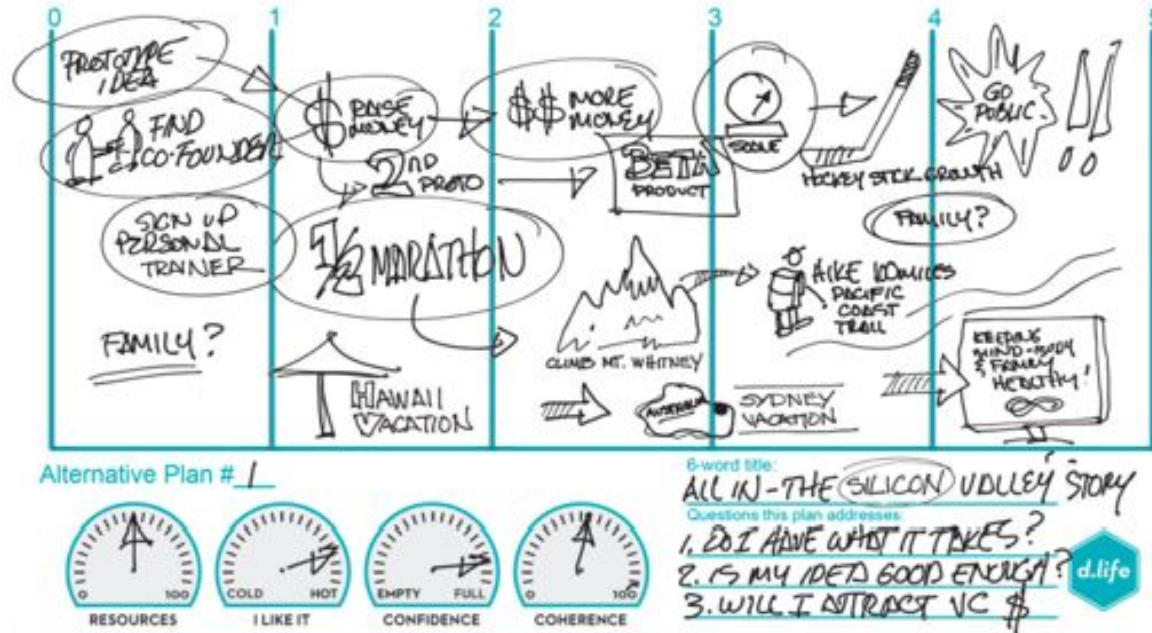 0 1 2 3 4 5
PROTOTYPE
IDEA
FIND
CO-FOUNDER
SIGN UP
PERSONAL
TRAINER
FAMILY?
$ RAISE
MONEY
2ND
PROTO
1/2 MARATHON
HAWAII
VACATION
$$ MORE
MONEY
BETA
PRODUCT
CLIMB MT. WHITNEY
AUSTRALIA
SCALE
HOCKEY STICK GROWTH
HIKE 100 MILES
PACIFIC
COAST
TRAIL
SYDNEY
VACATION
GO
PUBLIC
!!
FAMILY?
KEEPING
MIND-BODY
& FAMILY
HEALTHY!
Alternative Plan # 1
0 100
RESOURCES
COLD HOT
I LIKE IT
EMPTY FULL
CONFIDENCE
0 100
COHERENCE
6-word title:
ALL IN - THE SILICON VALLEY STORY
Questions this plan addresses:
1. DO I HAVE WHAT IT TAKES?
2. IS MY IDEA GOOD ENOUGH?
3. WILL I ATTRACT VC $
d.life